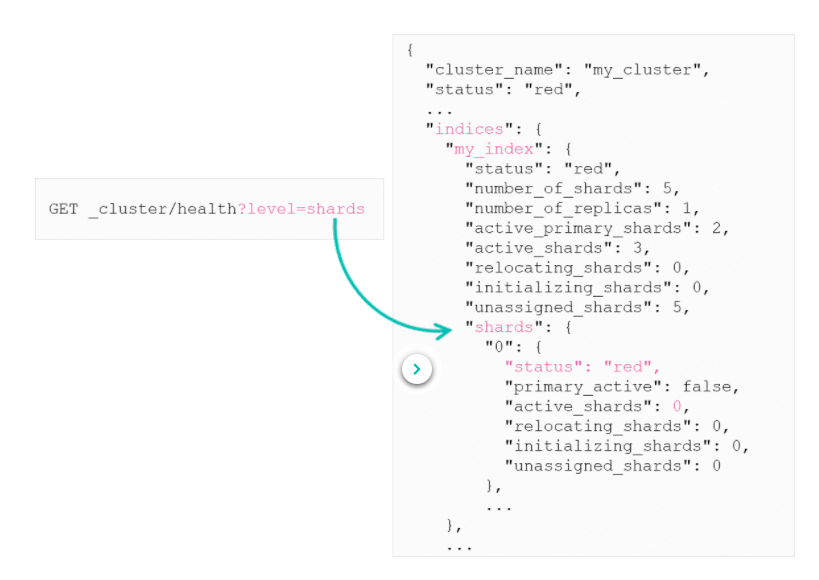 GET _cluster/health?level=shards
{
"cluster_name": "my_cluster",
"status": "red",
...
"indices": {
"my_index": {
"status": "red",
"number_of_shards": 5,
"number_of_replicas": 1,
"active_primary_shards": 2,
"active_shards": 3,
"relocating_shards": 0,
"initializing_shards": 0,
"unassigned_shards": 5,
"shards": {
"0": {
"status": "red",
"primary_active": false,
"active_shards": 0,
"relocating_shards": 0,
"initializing_shards": 0,
"unassigned_shards": 0
},
...
},
...